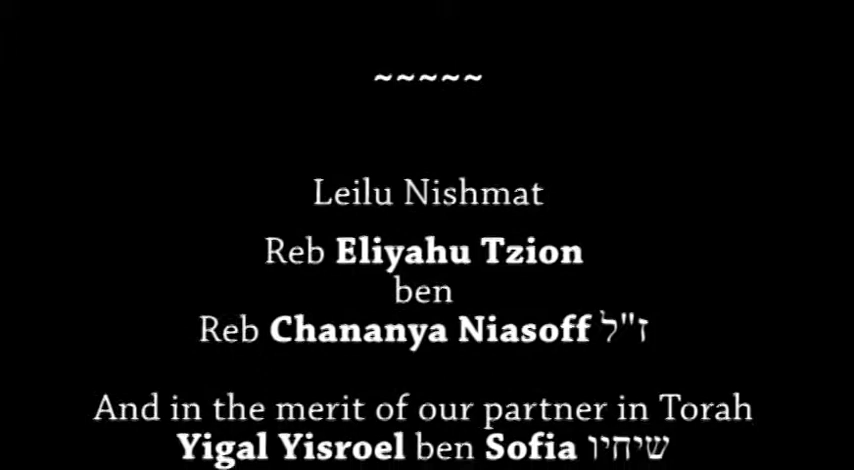 ~~~~~
Leilu Nishmat
Reb Eliyahu Tzion
ben
Reb Chananya Niasoff ז"ל
And in the merit of our partner in Torah
Yigal Yisroel ben Sofia שיחיו